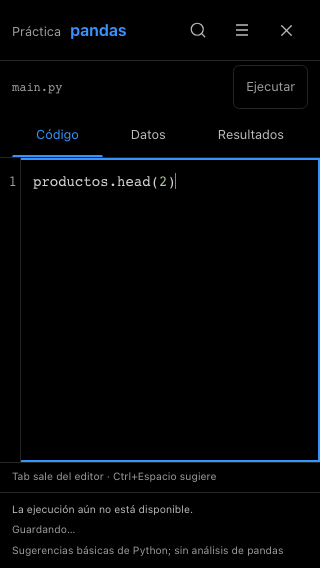 Práctica pandas
main.py
Ejecutar
Código Datos Resultados
1 productos.head(2)
Tab sale del editor · Ctrl+Espacio sugiere
La ejecución aún no está disponible.
Guardando…
Sugerencias básicas de Python; sin análisis de pandas